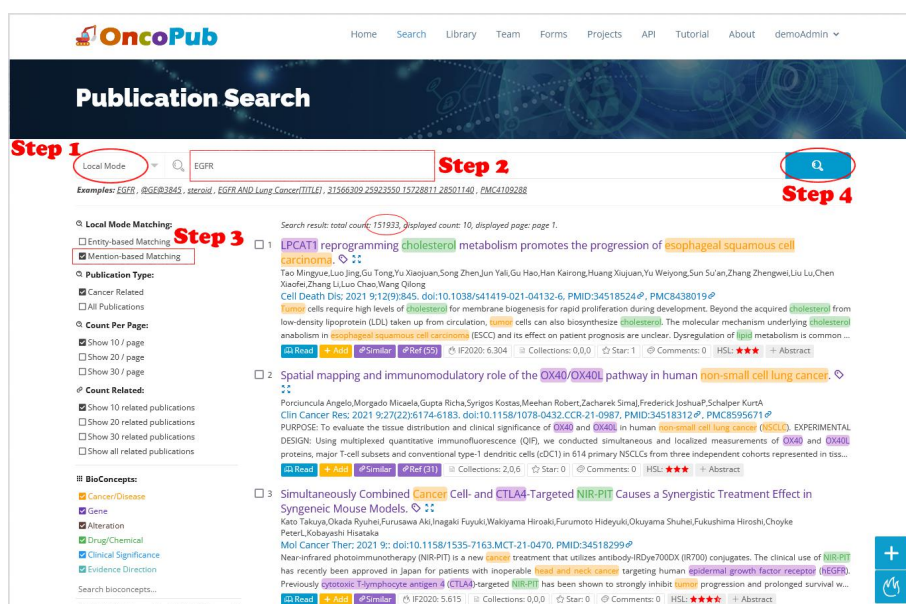 OncoPub
Home Search Library Team Forms Projects API Tutorial About demoAdmin
Publication Search
Step 1
Local Mode
EGFR
Step 2
Step 4
Examples: EGFR , @GE@3845 , steroid , EGFR AND Lung Cancer[TITLE] , 31566309 25923550 15728811 28501140 , PMC4109288
Local Mode Matching:
Entity-based Matching
Step 3
Mention-based Matching
Publication Type:
Cancer Related
All Publications
Count Per Page:
Show 10 / page
Show 20 / page
Show 30 / page
Count Related:
Show 10 related publications
Show 20 related publications
Show 30 related publications
Show all related publications
BioConcepts:
Cancer/Disease
Gene
Alteration
Drug/Chemical
Clinical Significance
Evidence Direction
Search bioconcepts...
Search result: total count: 151933, displayed count: 10, displayed page: page 1.
1 LPCAT1 reprogramming cholesterol metabolism promotes the progression of esophageal squamous cell
carcinoma.
Tao Mingyue,Luo Jing,Gu Tong,Yu Xiaojuan,Song Zhen,Jun Yali,Gu Hao,Han Kairong,Huang Xiujuan,Yu Weiyong,Sun Su'an,Zhang Zhengwei,Liu Lu,Chen
Xiaofei,Zhang Li,Luo Chao,Wang Qilong
Cell Death Dis; 2021 9;12(9):845. doi:10.1038/s41419-021-04132-6, PMID:34518524, PMC8438019
Tumor cells require high levels of cholesterol for membrane biogenesis for rapid proliferation during development. Beyond the acquired cholesterol from
low-density lipoprotein (LDL) taken up from circulation, tumor cells can also biosynthesize cholesterol. The molecular mechanism underlying cholesterol
anabolism in esophageal squamous cell carcinoma (ESCC) and its effect on patient prognosis are unclear. Dysregulation of lipid metabolism is common ...
Read + Add Similar Ref (55) IF2020: 6.304 Collections: 0,0,0 Star: 1 Comments: 0 HSL: ★★★ + Abstract
2 Spatial mapping and immunomodulatory role of the OX40/OX40L pathway in human non-small cell lung cancer.
Porciuncula Angelo,Morgado Micaela,Gupta Richa,Syrigos Kostas,Meehan Robert,Zacharek SimaJ,Frederick JoshuaP,Schalper KurtA
Clin Cancer Res; 2021 9;27(22):6174-6183. doi:10.1158/1078-0432.CCR-21-0987, PMID:34518312, PMC8595671
PURPOSE: To evaluate the tissue distribution and clinical significance of OX40 and OX40L in human non-small cell lung cancer (NSCLC). EXPERIMENTAL
DESIGN: Using multiplexed quantitative immunofluorescence (QIF), we conducted simultaneous and localized measurements of OX40 and OX40L
proteins, major T-cell subsets and conventional type-1 dendritic cells (cDC1) in 614 primary NSCLCs from three independent cohorts represented in tiss...
Read + Add Similar Ref (31) Collections: 2,0,6 Star: 0 Comments: 0 HSL: ★★★ + Abstract
3 Simultaneously Combined Cancer Cell- and CTLA4-Targeted NIR-PIT Causes a Synergistic Treatment Effect in
Syngeneic Mouse Models.
Kato Takuya,Okada Ryuhei,Furusawa Aki,Inagaki Fuyuki,Wakiyama Hiroaki,Furumoto Hideyuki,Okuyama Shuhei,Fukushima Hiroshi,Choyke
PeterL,Kobayashi Hisataka
Mol Cancer Ther; 2021 9;: doi:10.1158/1535-7163.MCT-21-0470, PMID:34518299
Near-infrared photoimmunotherapy (NIR-PIT) is a new cancer treatment that utilizes antibody-IRDye700DX (IR700) conjugates. The clinical use of NIR-PIT
has recently been approved in Japan for patients with inoperable head and neck cancer targeting human epidermal growth factor receptor (hEGFR).
Previously cytotoxic T-lymphocyte antigen 4 (CTLA4)-targeted NIR-PIT has been shown to strongly inhibit tumor progression and prolonged survival w...
Read + Add Similar IF2020: 5.615 Collections: 0,0,0 Star: 0 Comments: 0 HSL: ★★★★ + Abstract